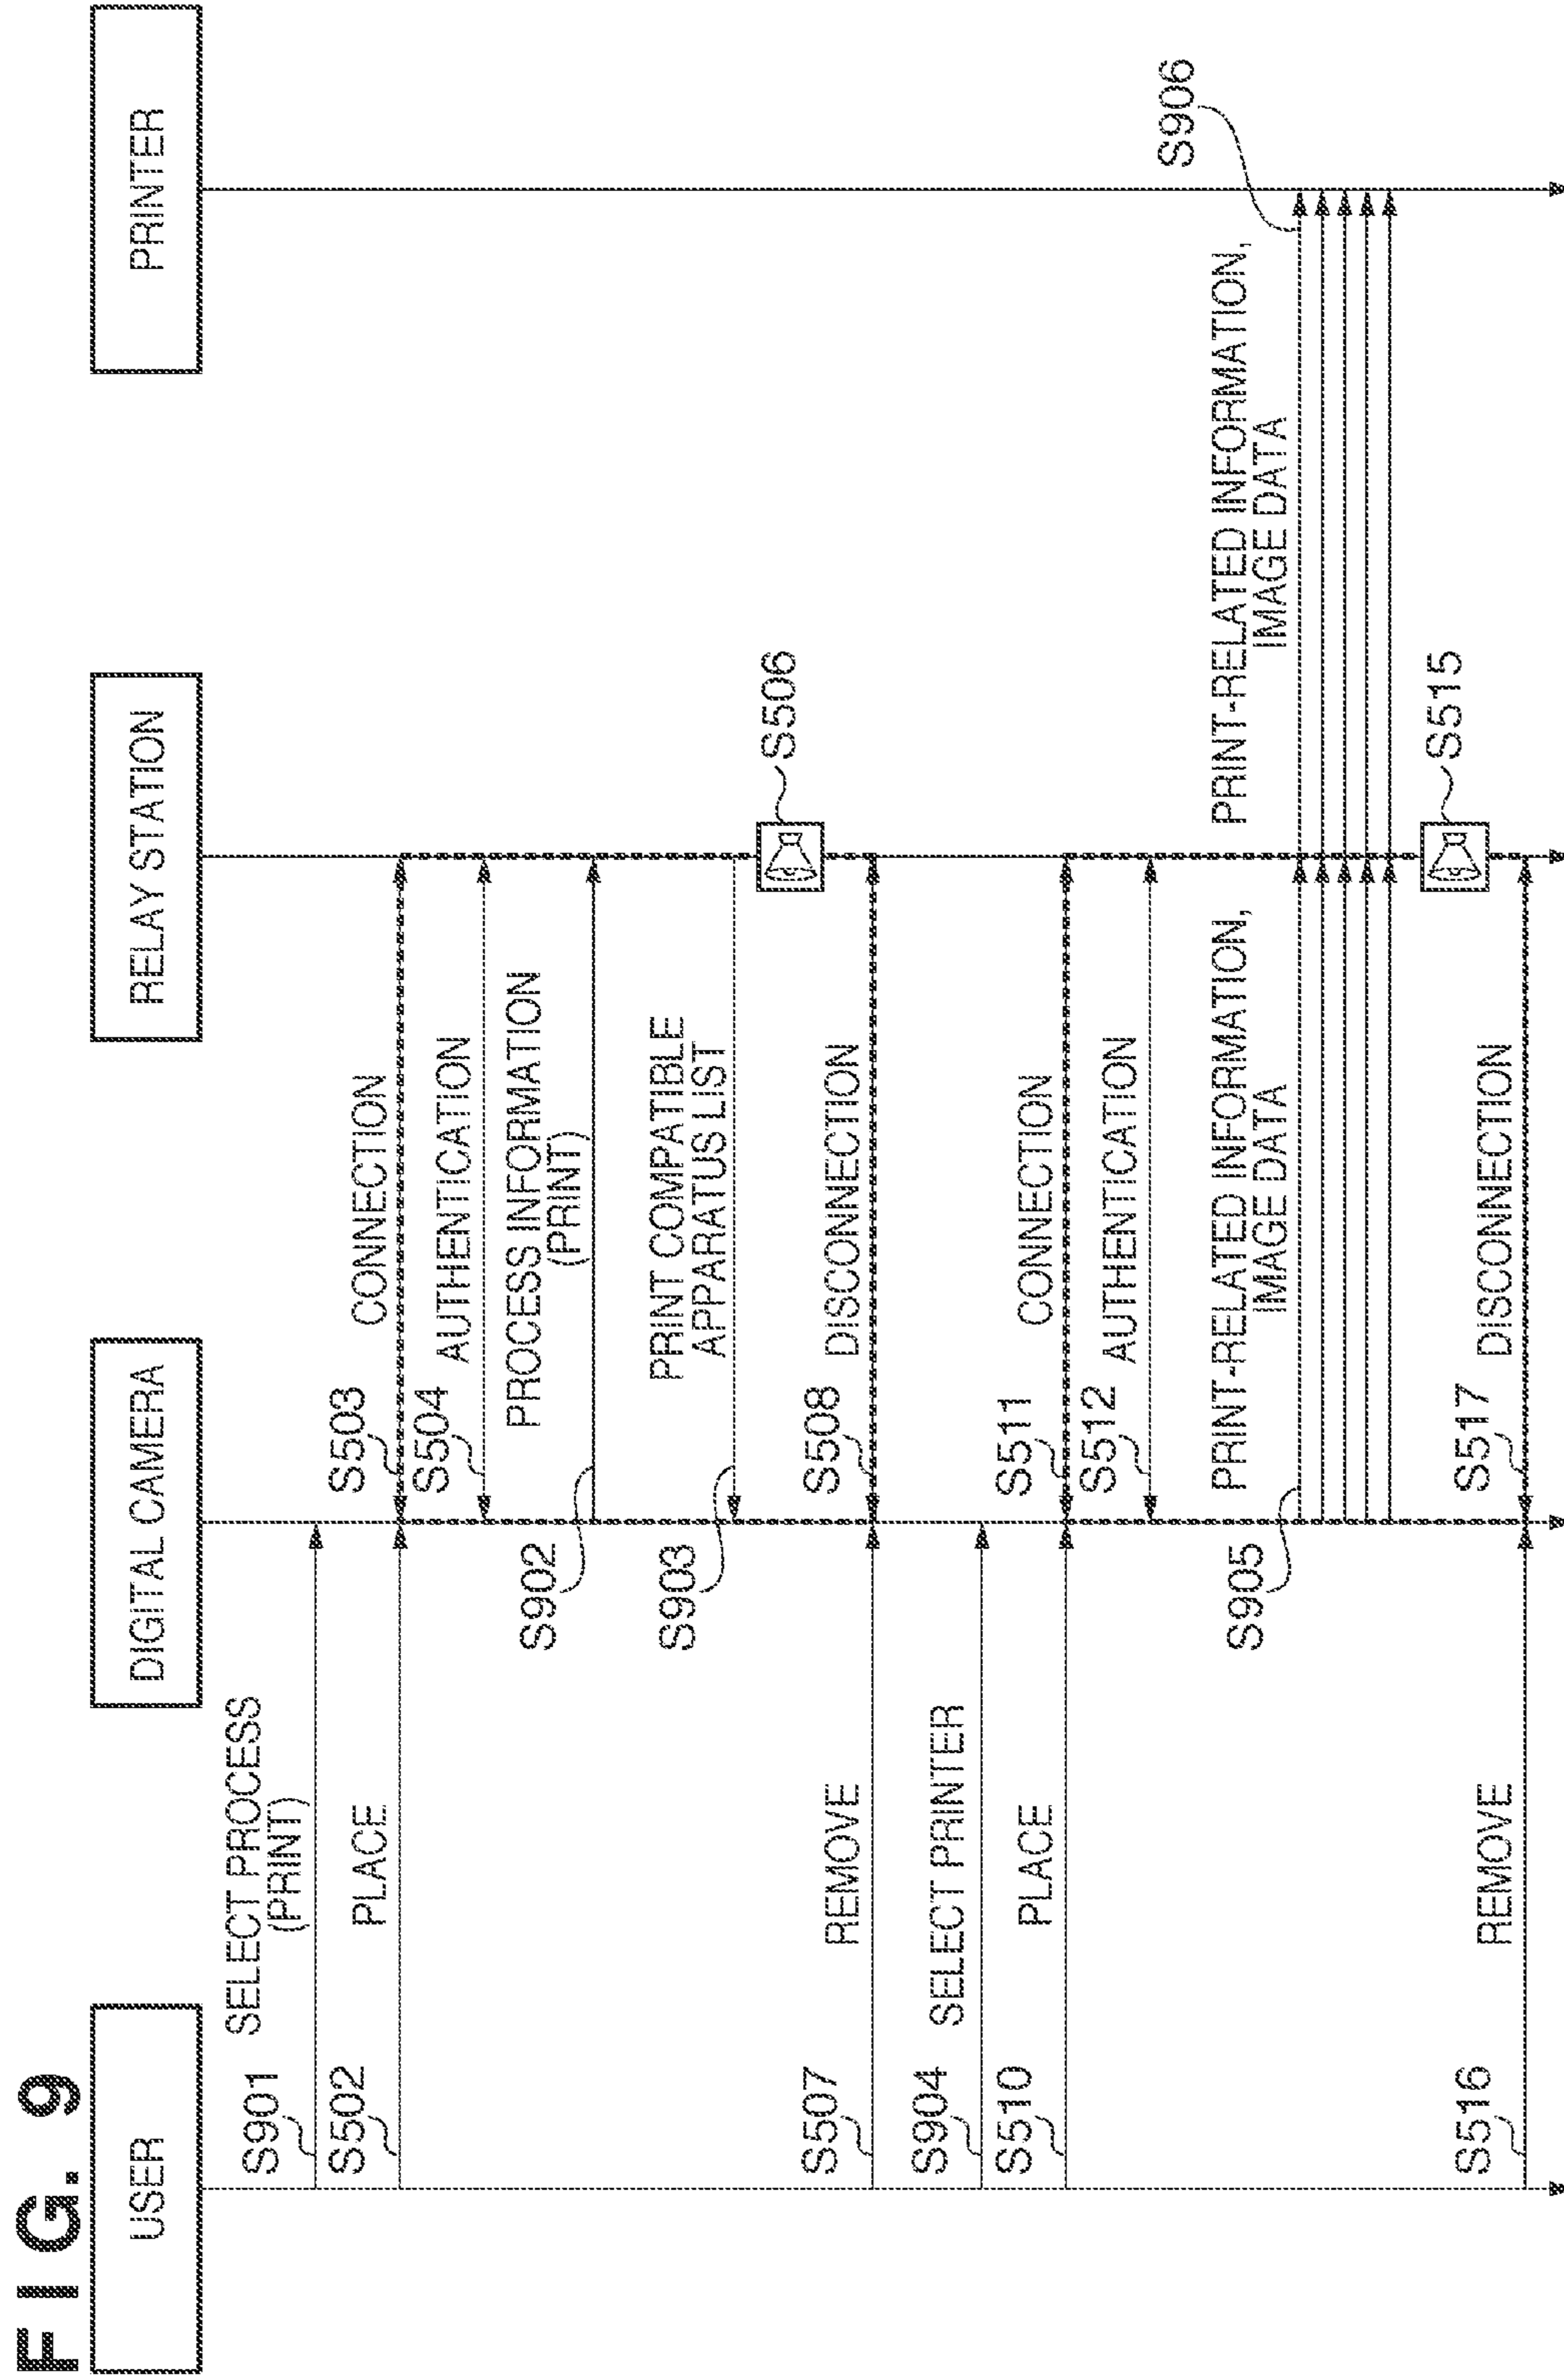 FIG. 9
USER
DIGITAL CAMERA
RELAY STATION
PRINTER
S901
SELECT PROCESS
(PRINT)
S502
PLACE
S503
CONNECTION
S504
AUTHENTICATION
S902
PROCESS INFORMATION
(PRINT)
S903
PRINT COMPATIBLE
APPARATUS LIST
S506
S507
REMOVE
S508
DISCONNECTION
S904
SELECT PRINTER
S510
PLACE
S511
CONNECTION
S512
AUTHENTICATION
S905
PRINT-RELATED INFORMATION,
IMAGE DATA
PRINT-RELATED INFORMATION,
IMAGE DATA
S906
S515
S516
REMOVE
S517
DISCONNECTION